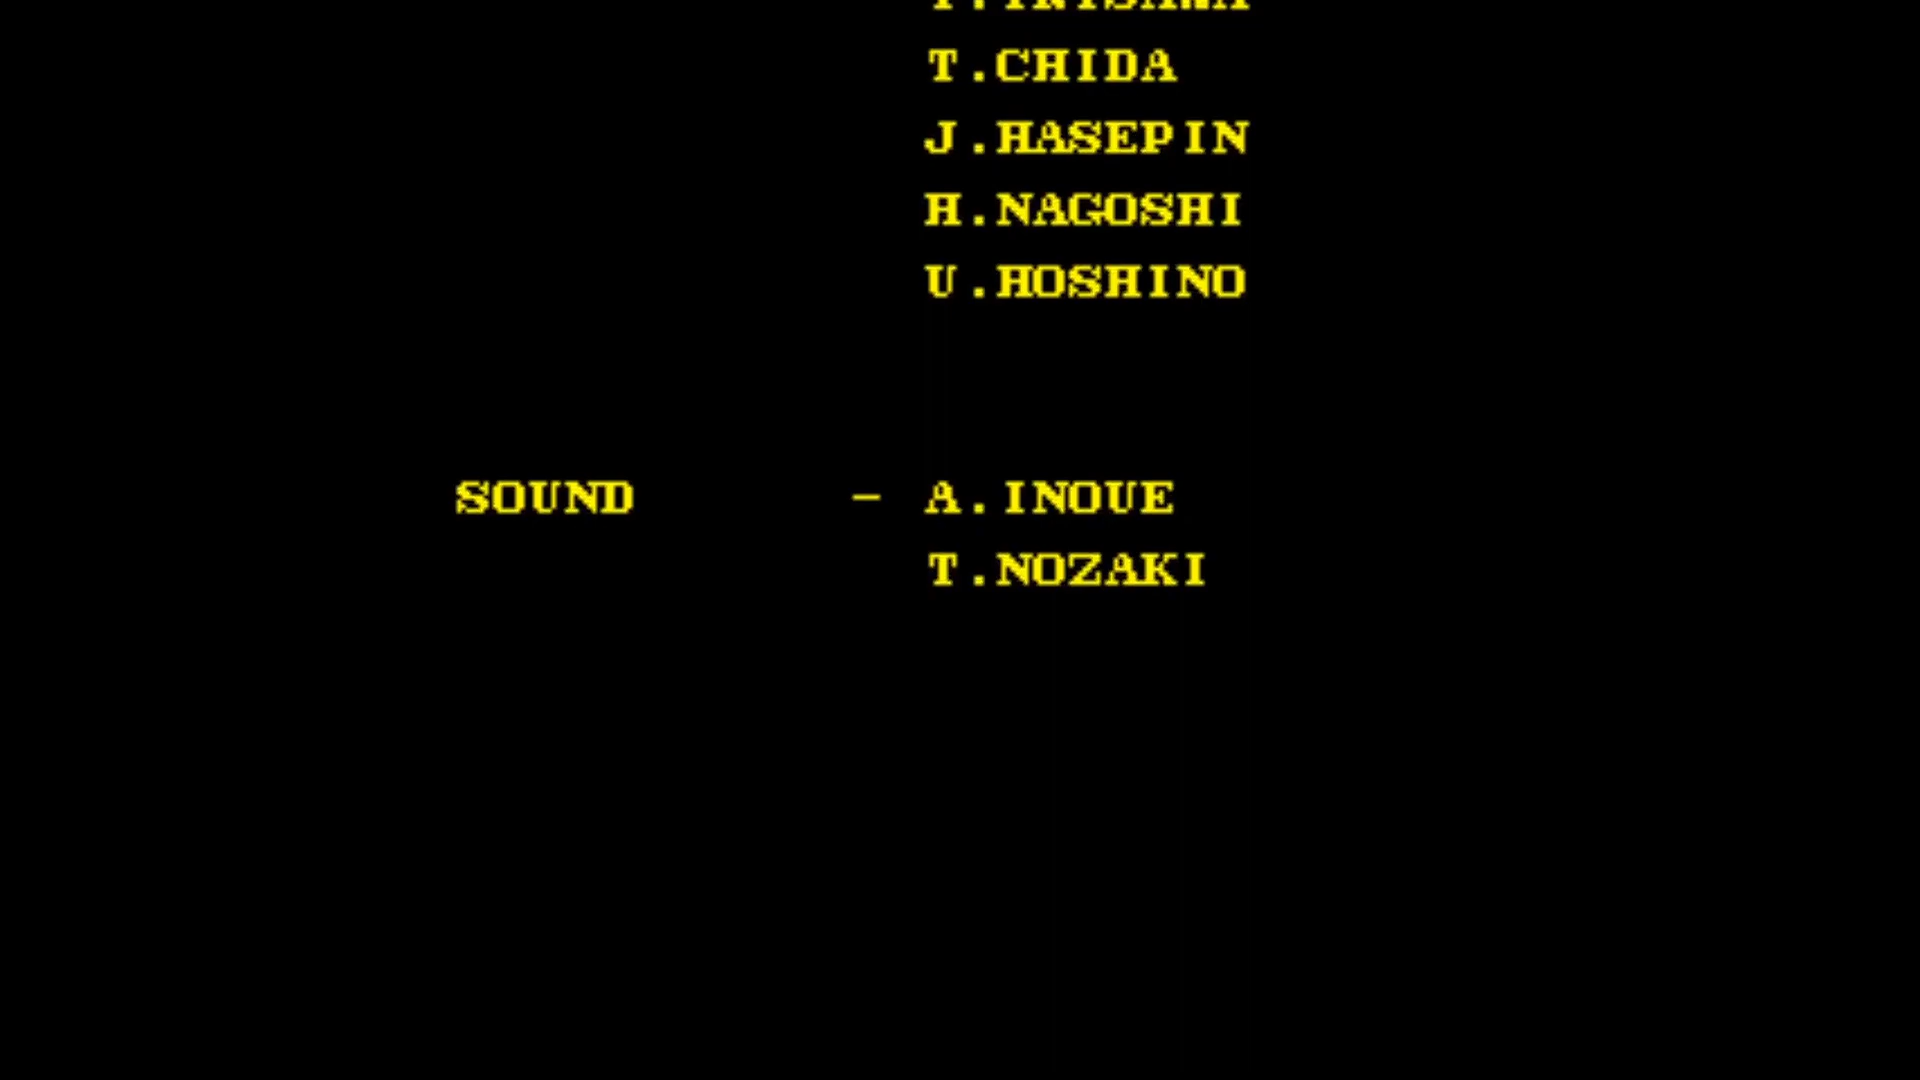 T.CHIDA
J.HASEPIN
H.NAGOSHI
U.HOSHINO
SOUND - A.INOUE
T.NOZAKI